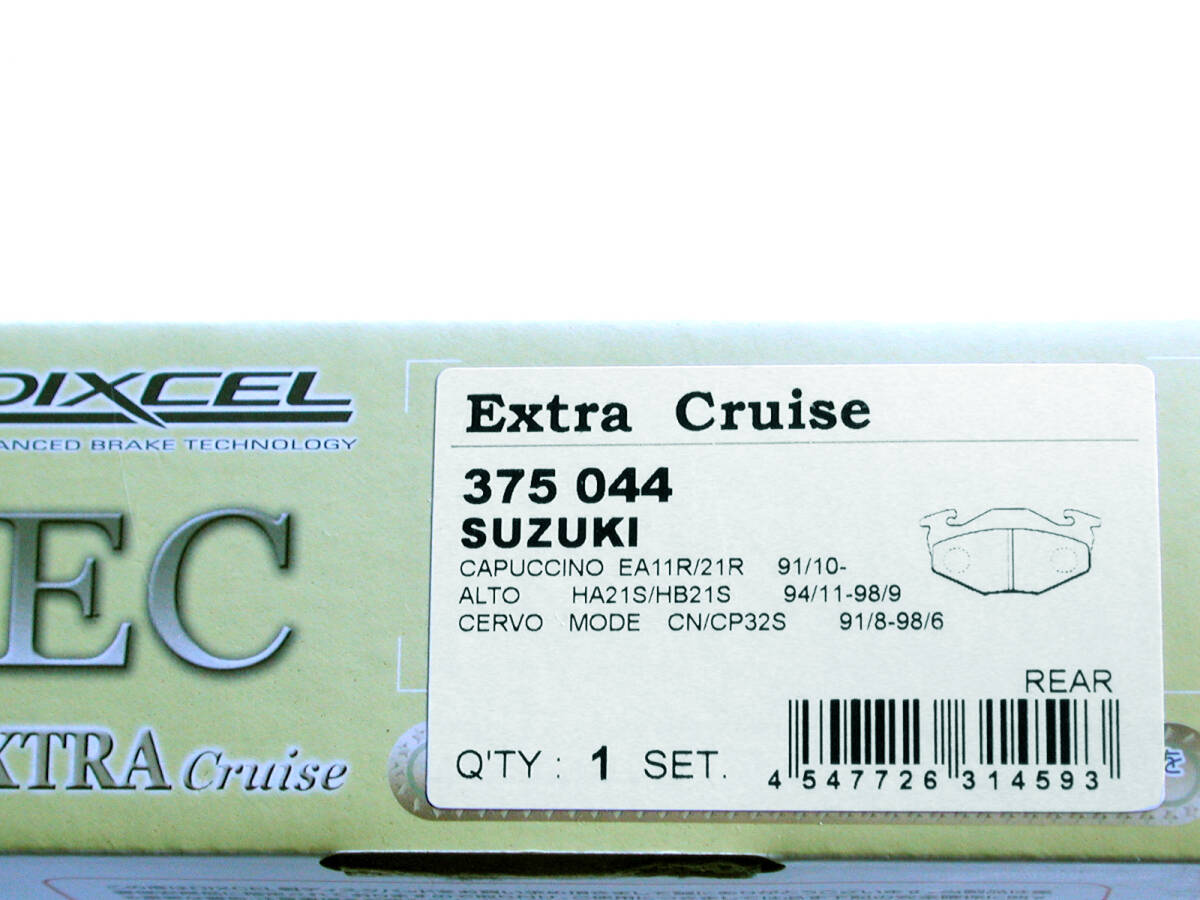 DIXCEL
ANCED BRAKE TECHNOLOGY
EC
XTRA Cruise
Extra Cruise
375 044
SUZUKI
CAPUCCINO EA11R/21R 91/10-
ALTO HA21S/HB21S 94/11-98/9
CERVO MODE CN/CP32S 91/8-98/6
REAR
Q'TY : 1 SET.
4 547726 314593
を